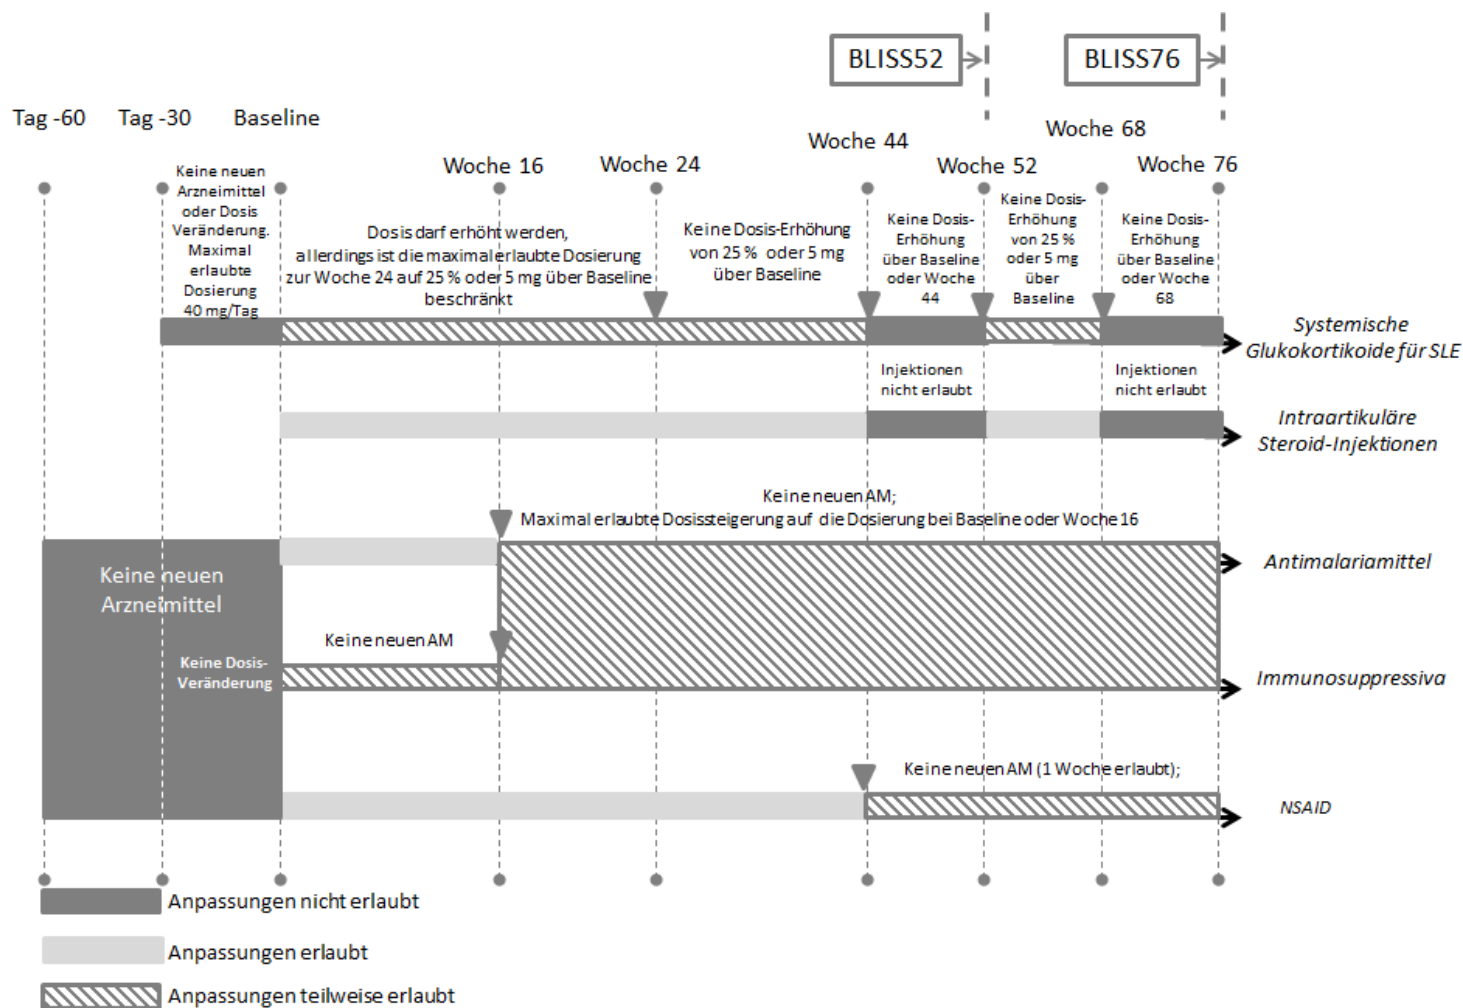 BLISS52
BLISS76
Tag -60
Tag -30
Baseline
Woche 16
Woche 24
Woche 44
Woche 52
Woche 68
Woche 76
Keine neuen
Arzneimittel
oder Dosis
Veränderung.
Maximal
erlaubte
Dosierung
40 mg/Tag
Dosis darf erhöht werden,
allerdings ist die maximal erlaubte Dosierung
zur Woche 24 auf 25 % oder 5 mg über Baseline
beschränkt
Keine Dosis-Erhöhung
von 25 % oder 5 mg
über Baseline
Keine Dosis-
Erhöhung
über Baseline
oder Woche
44
Keine Dosis-
Erhöhung
von 25 %
oder 5 mg
über
Baseline
Keine Dosis-
Erhöhung
über Baseline
oder Woche
68
Systemische
Glukokortikoide für SLE
Injektionen
nicht erlaubt
Injektionen
nicht erlaubt
Intraartikuläre
Steroid-Injektionen
Keine neuen AM;
Maximal erlaubte Dosissteigerung auf die Dosierung bei Baseline oder Woche 16
Keine neuen
Arzneimittel
Antimalariamittel
Keine neuen AM
Keine Dosis-
Veränderung
Immunosuppressiva
Keine neuen AM (1 Woche erlaubt);
NSAID
Anpassungen nicht erlaubt
Anpassungen erlaubt
Anpassungen teilweise erlaubt